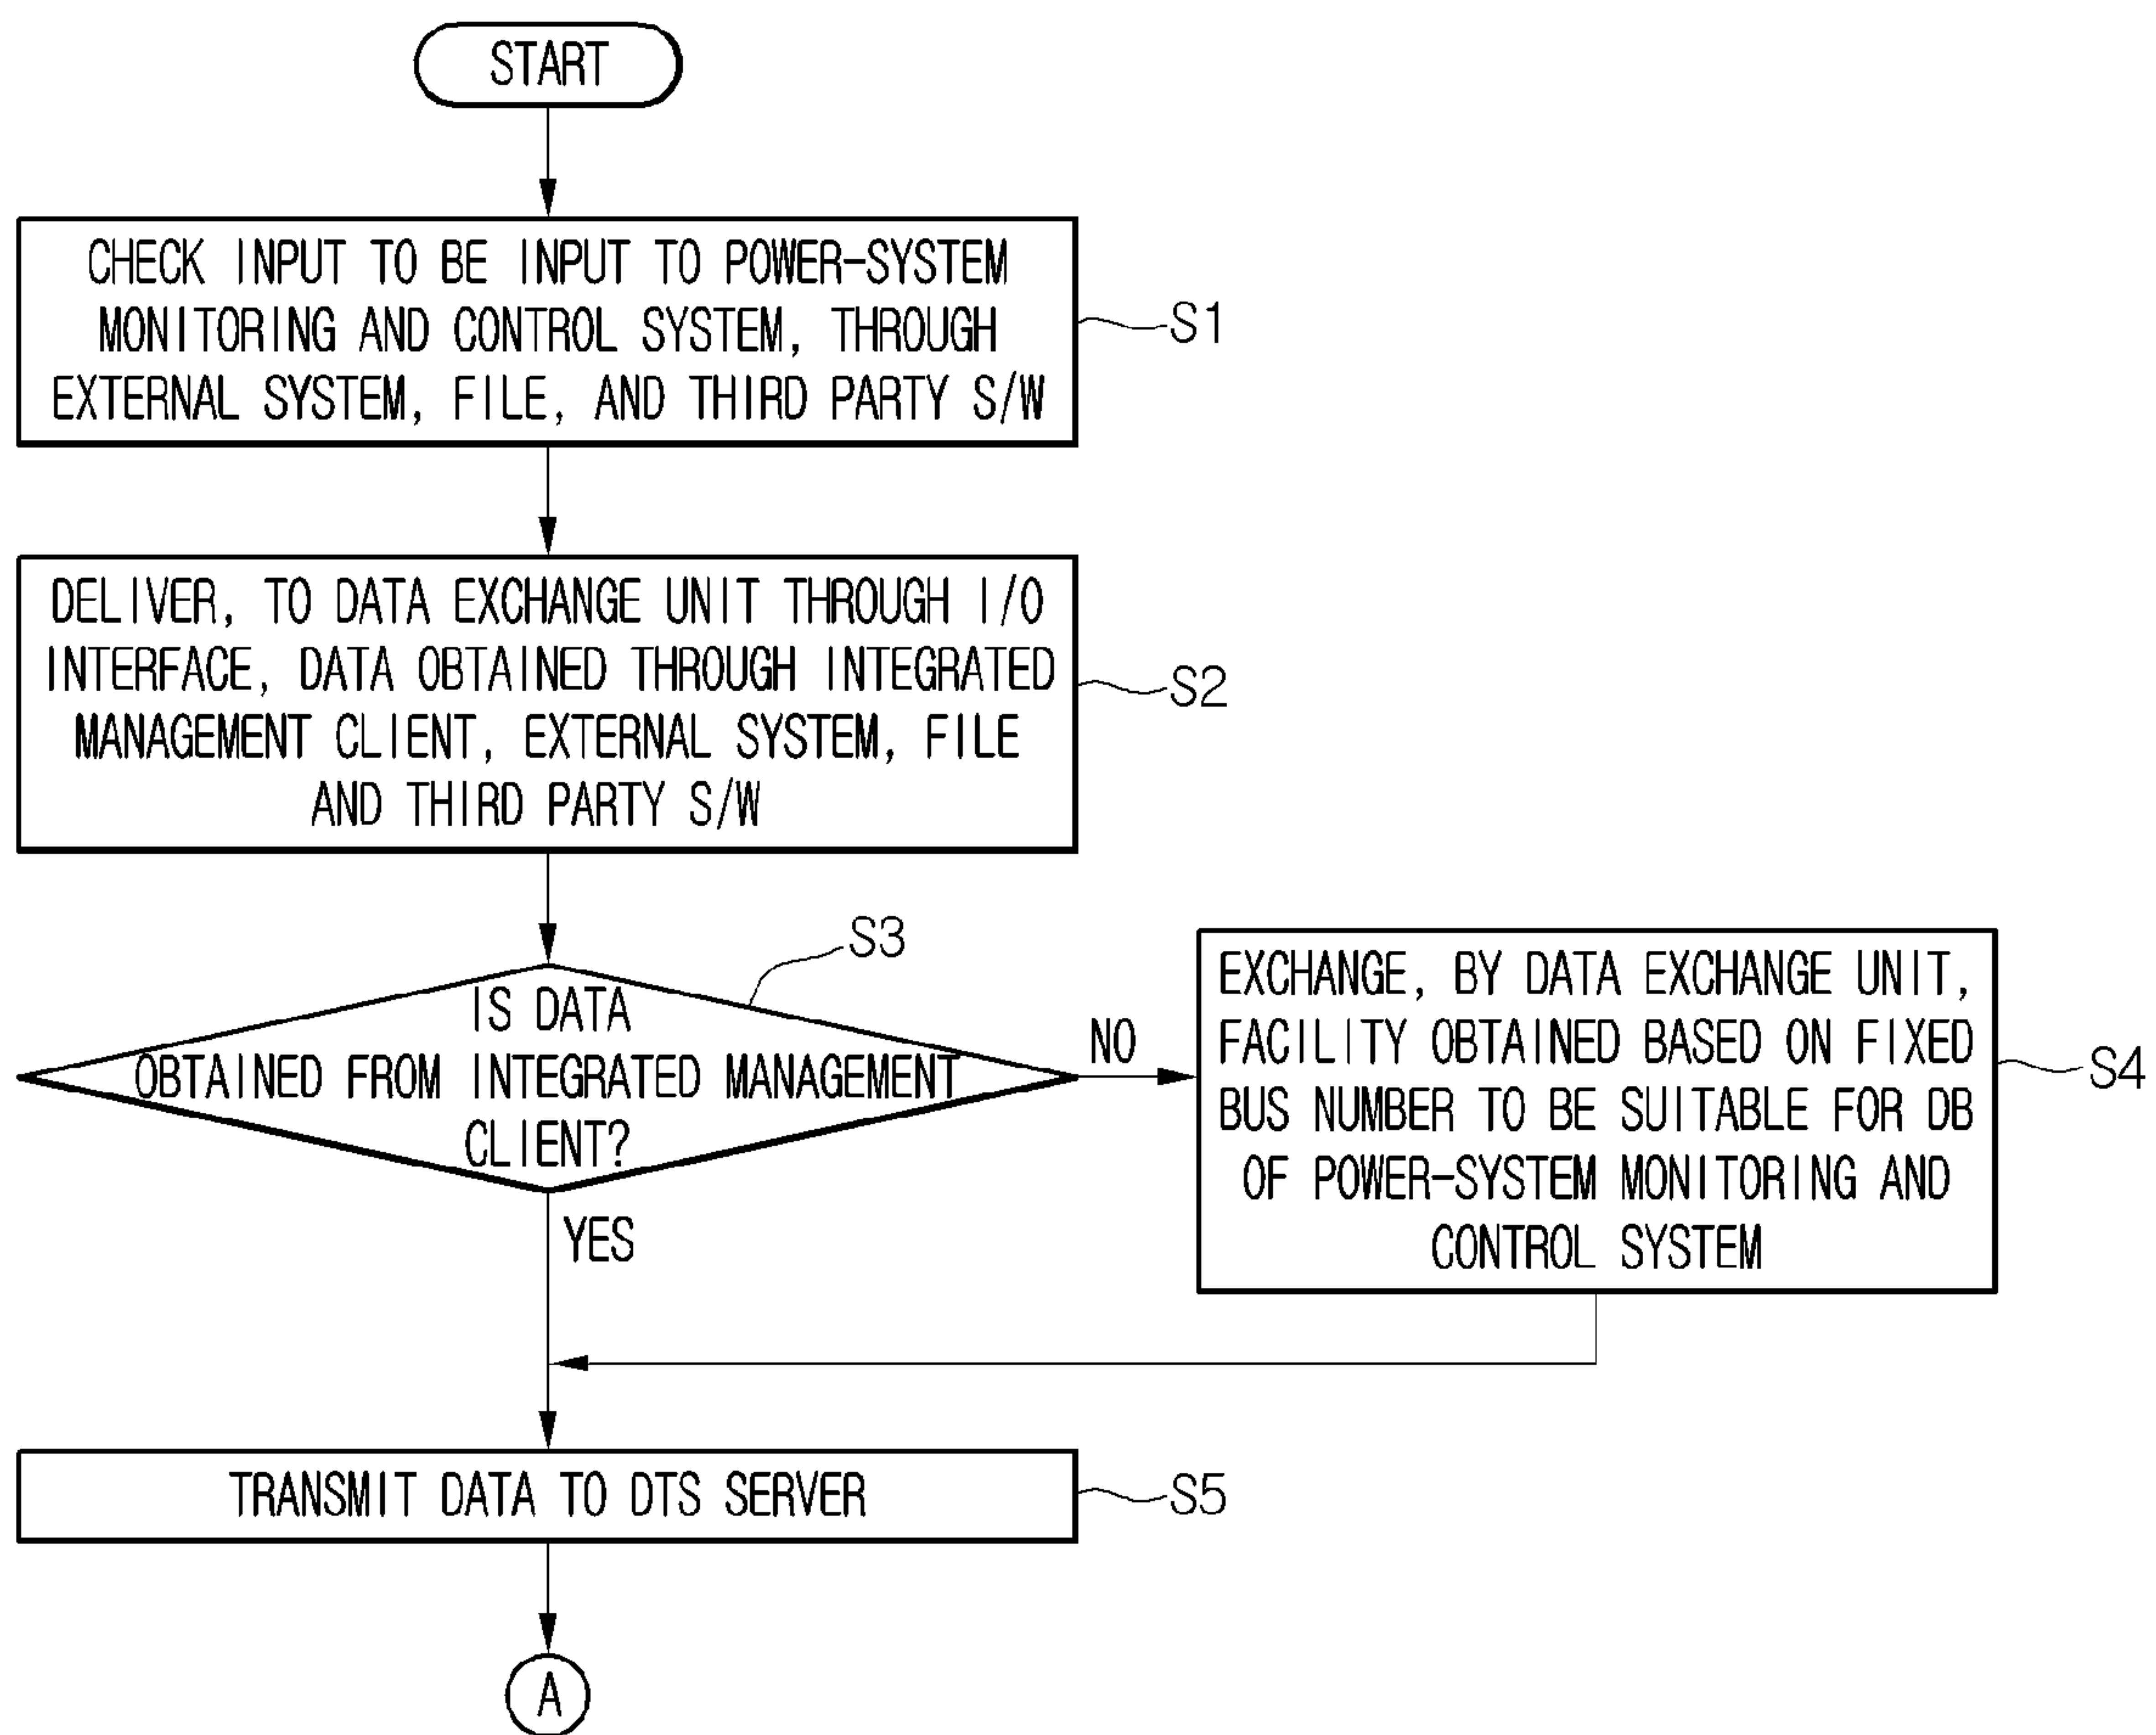 START
CHECK INPUT TO BE INPUT TO POWER-SYSTEM
MONITORING AND CONTROL SYSTEM, THROUGH
EXTERNAL SYSTEM, FILE, AND THIRD PARTY S/W
S1
DELIVER, TO DATA EXCHANGE UNIT THROUGH I/O
INTERFACE, DATA OBTAINED THROUGH INTEGRATED
MANAGEMENT CLIENT, EXTERNAL SYSTEM, FILE
AND THIRD PARTY S/W
S2
S3
IS DATA
OBTAINED FROM INTEGRATED MANAGEMENT
CLIENT?
NO
YES
EXCHANGE, BY DATA EXCHANGE UNIT,
FACILITY OBTAINED BASED ON FIXED
BUS NUMBER TO BE SUITABLE FOR DB
OF POWER-SYSTEM MONITORING AND
CONTROL SYSTEM
S4
TRANSMIT DATA TO DTS SERVER
S5
A